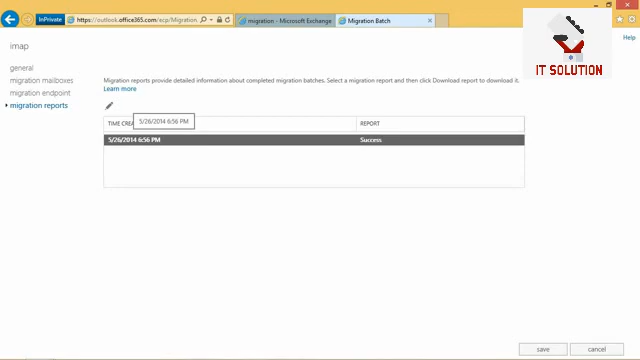 InPrivate
https://outlook.office365.com/ecp/Migration
migration - Microsoft Exchange
Migration Batch
Help
imap
IT SOLUTION
general
migration mailboxes
migration endpoint
migration reports
Migration reports provide detailed information about completed migration batches. Select a migration report and then click Download report to download it.
Learn more
5/26/2014 6:56 PM
TIME CREA
REPORT
5/26/2014 6:56 PM
Success
save
cancel